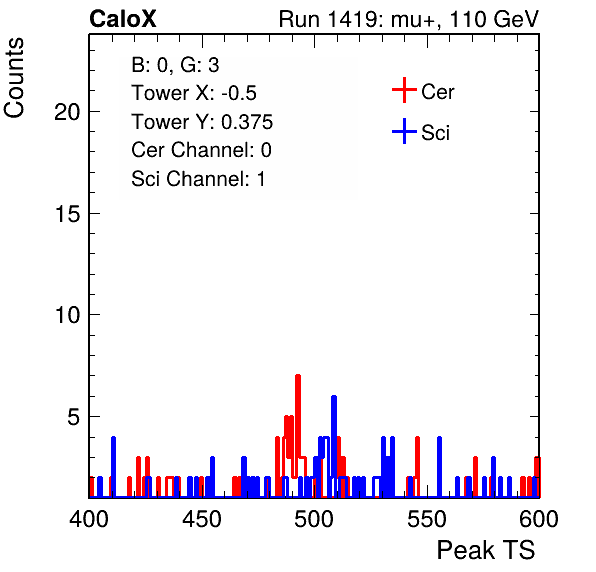 CaloX Run 1419: mu+, 110 GeV
Counts
B: 0, G: 3
Tower X: -0.5
Tower Y: 0.375
Cer Channel: 0
Sci Channel: 1
Cer
Sci
20
15
10
5
400 450 500 550 600
Peak TS